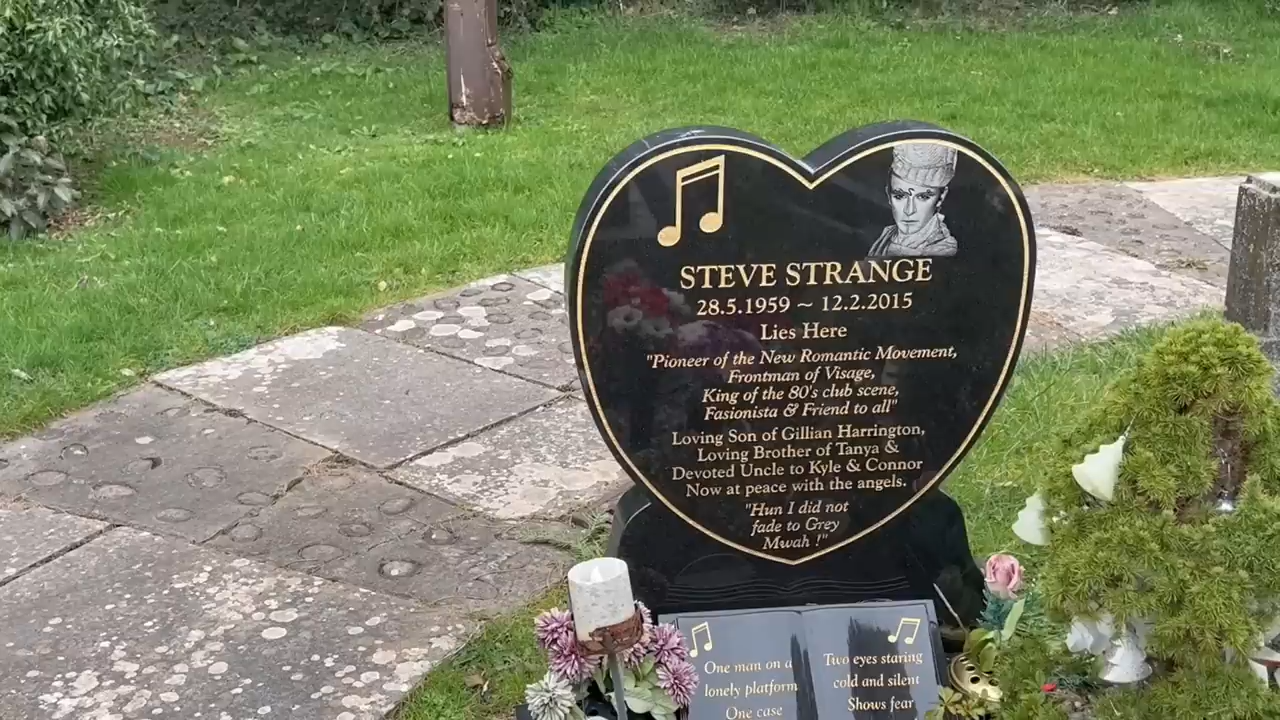 STEVE STRANGE
28.5.1959 ~ 12.2.2015
Lies Here
"Pioneer of the New Romantic Movement,
Frontman of Visage,
King of the 80's club scene,
Fasionista & Friend to all"
Loving Son of Gillian Harrington,
Loving Brother of Tanya &
Devoted Uncle to Kyle & Connor
Now at peace with the angels.
"Hun I did not
fade to Grey
Mwah !"
One man on a
lonely platform
One case
Two eyes staring
cold and silent
Shows fear